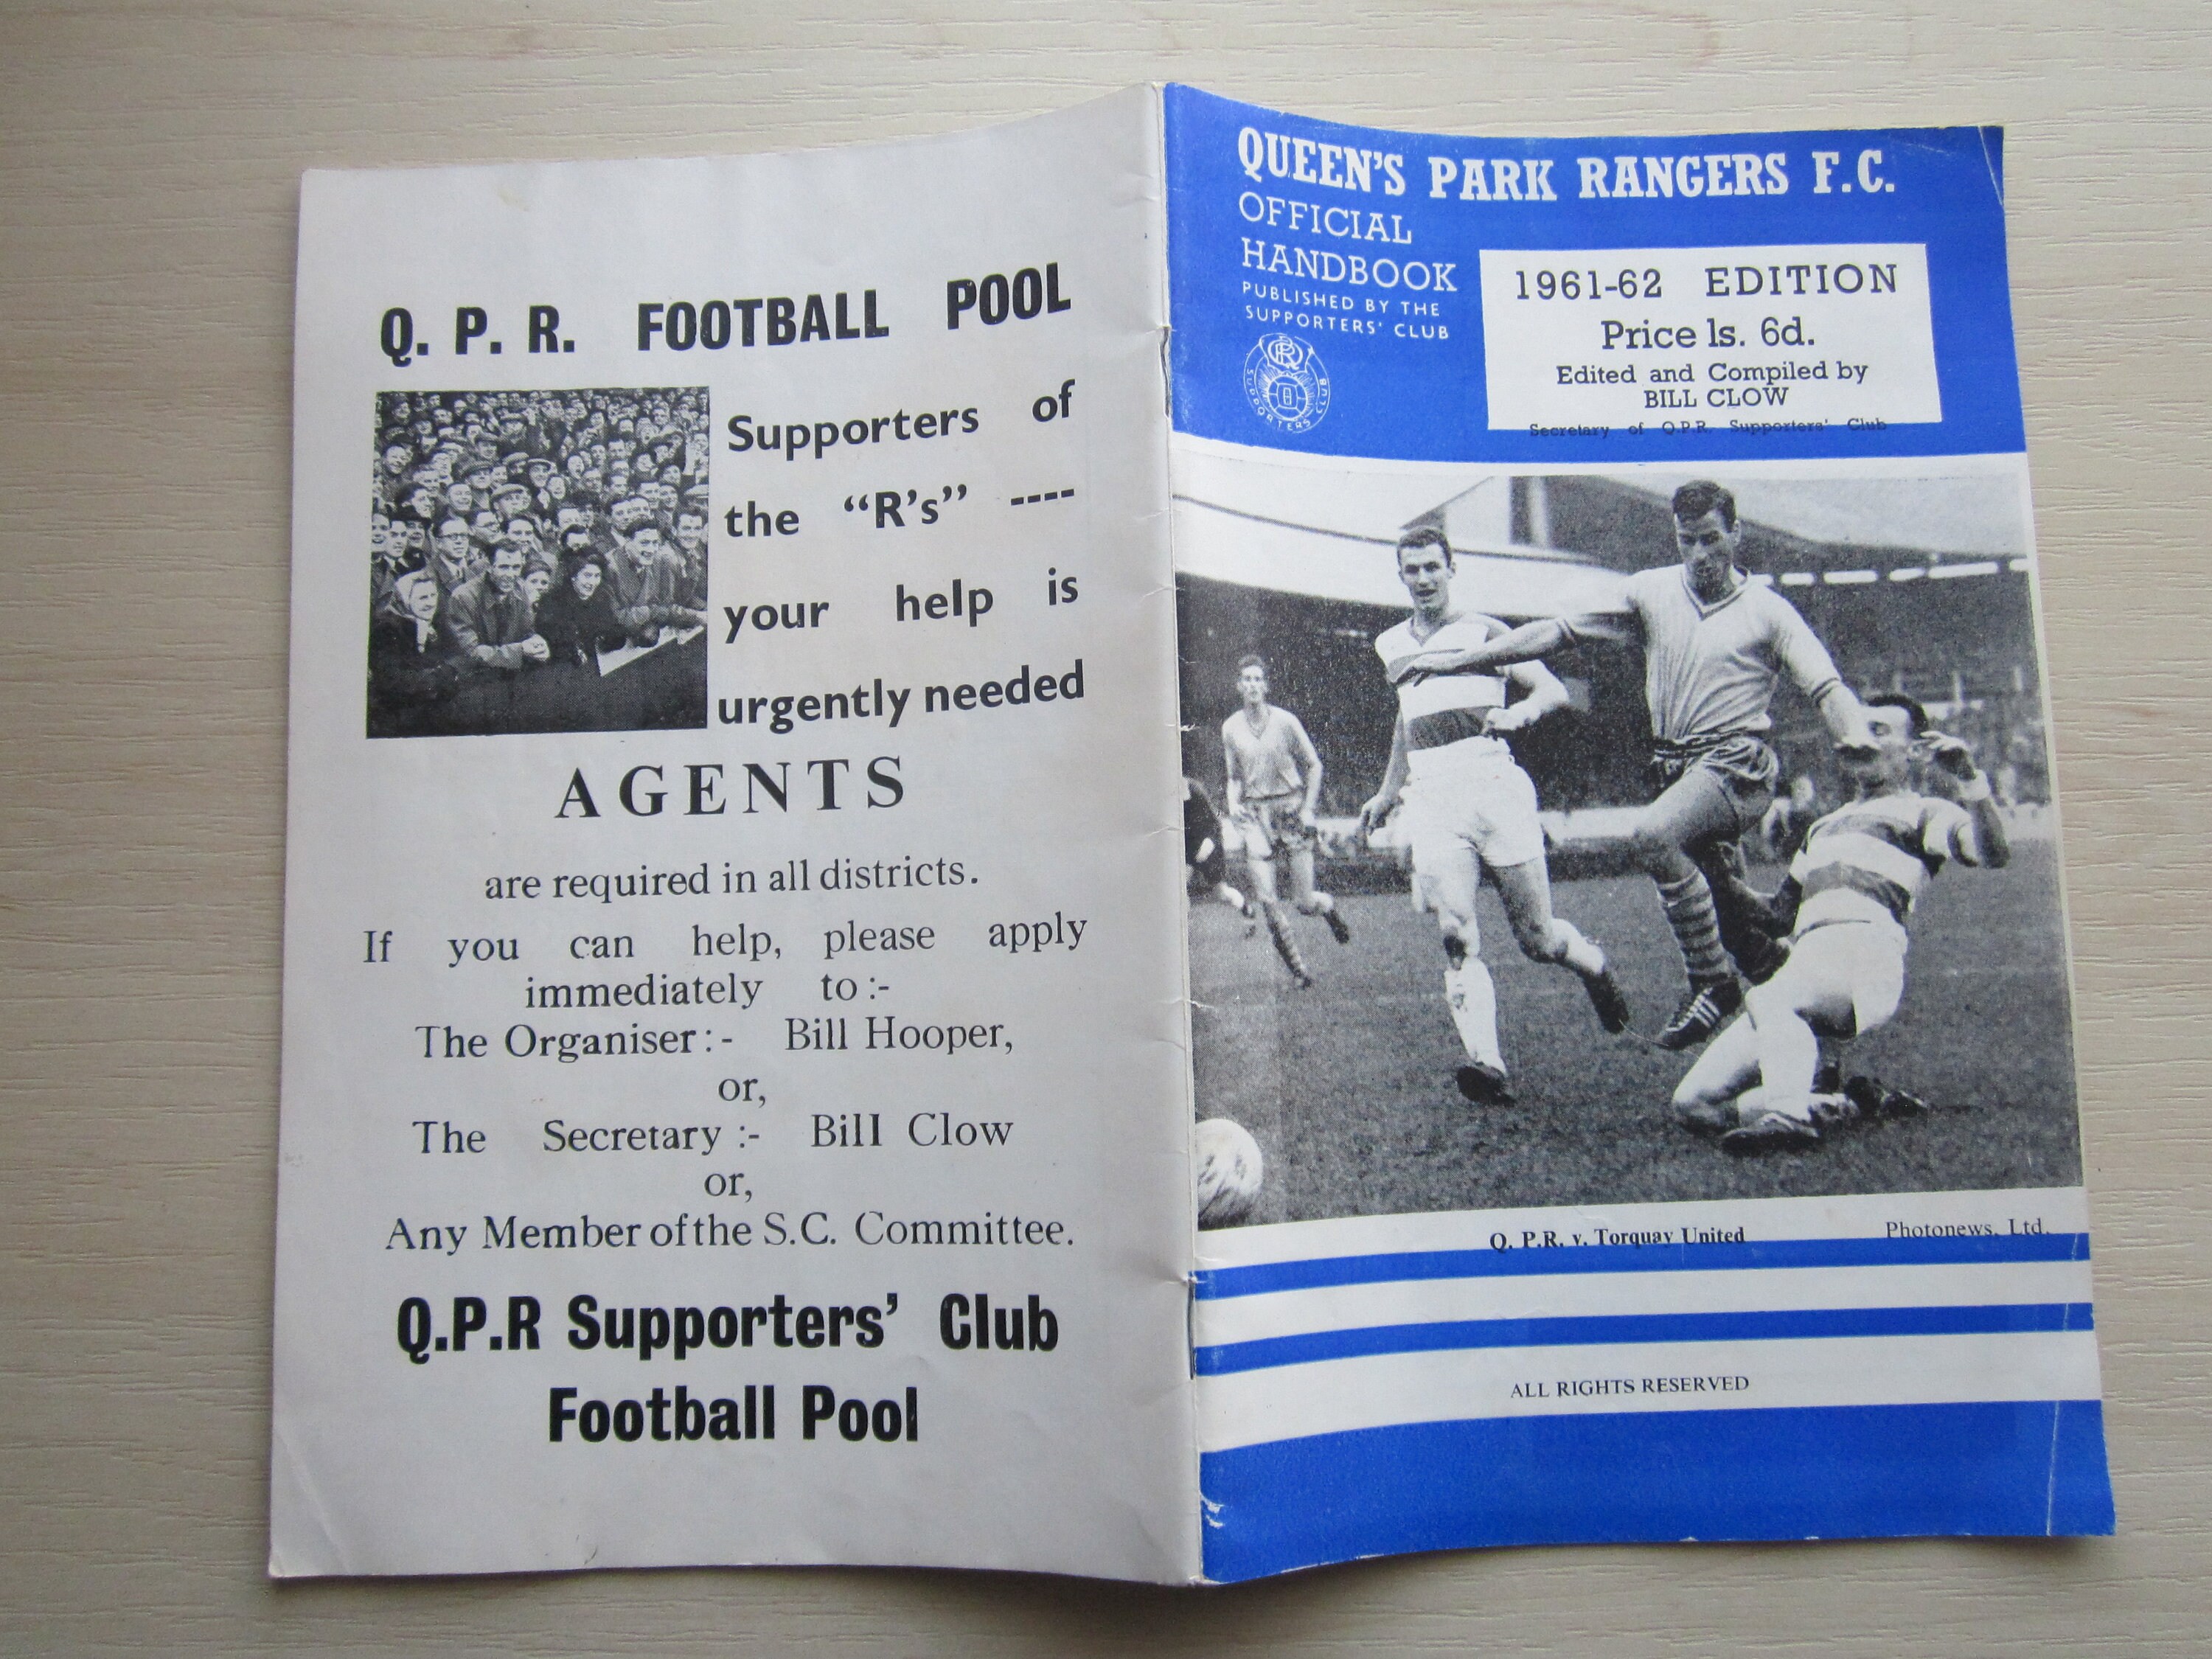 Q. P. R. FOOTBALL POOL
Supporters of
the "R's" ----
your help is
urgently needed
AGENTS
are required in all districts.
If you can help, please apply
immediately to :-
The Organiser :- Bill Hooper,
or,
The Secretary :- Bill Clow
or,
Any Member of the S.C. Committee.
Q.P.R Supporters' Club
Football Pool
QUEEN'S PARK RANGERS F.C.
OFFICIAL
HANDBOOK
PUBLISHED BY THE
SUPPORTERS' CLUB
SUPPORTERS CLUB
1961-62 EDITION
Price 1s. 6d.
Edited and Compiled by
BILL CLOW
Secretary of Q.P.R. Supporters' Club
Q. P.R. v. Torquay United
Photonews, Ltd.
ALL RIGHTS RESERVED